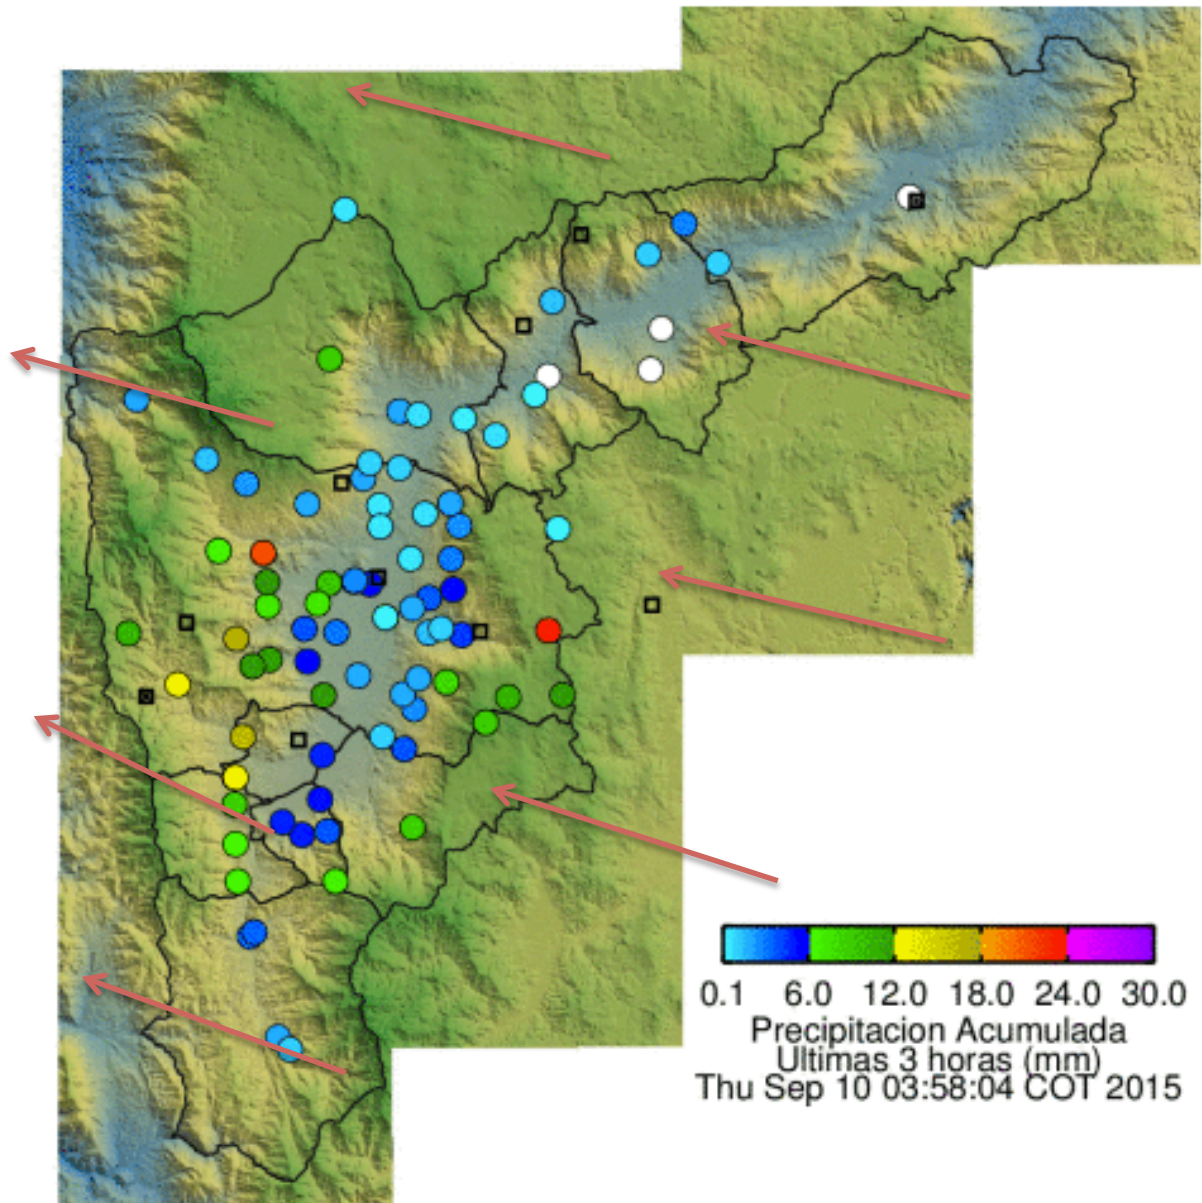 0.1 6.0 12.0 18.0 24.0 30.0
Precipitacion Acumulada
Ultimas 3 horas (mm)
Thu Sep 10 03:58:04 COT 2015